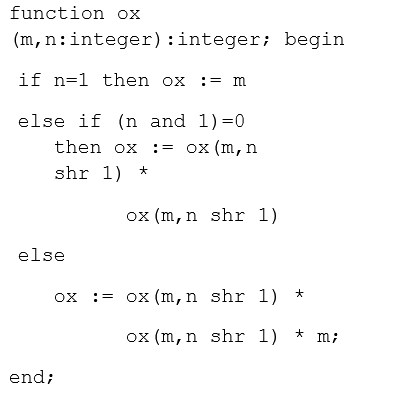 function ox
(m,n:integer):integer; begin
if n=1 then ox := m
else if (n and 1)=0
then ox := ox(m,n
shr 1) *
ox(m,n shr 1)
else
ox := ox(m,n shr 1) *
ox(m,n shr 1) * m;
end;